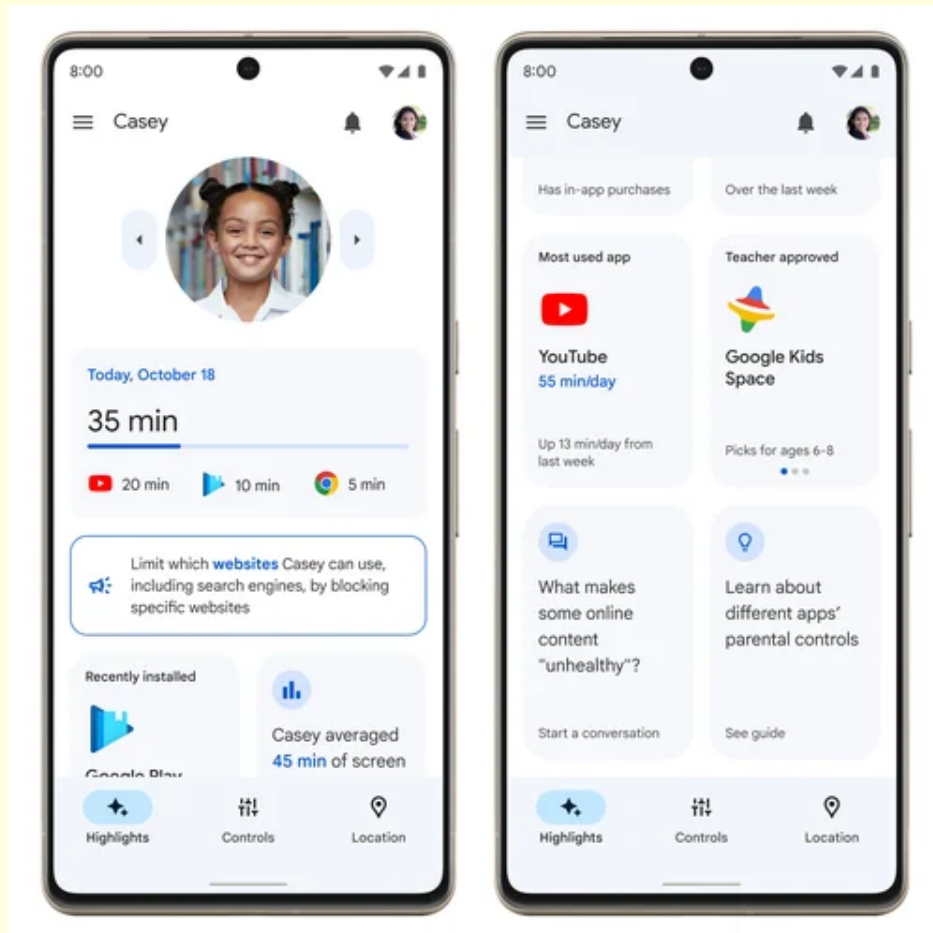 8:00
Casey
Today, October 18
35 min
20 min
10 min
5 min
Limit which websites Casey can use,
including search engines, by blocking
specific websites
Recently installed
Google Play
Casey averaged
45 min of screen
Highlights
Controls
Location
8:00
Casey
Has in-app purchases
Over the last week
Most used app
YouTube
55 min/day
Up 13 min/day from
last week
Teacher approved
Google Kids
Space
Picks for ages 6-8
What makes
some online
content
"unhealthy"?
Start a conversation
Learn about
different apps'
parental controls
See guide
Highlights
Controls
Location